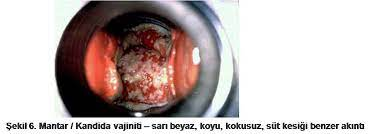 Şekil 6. Mantar / Kandida vajiniti – sarı beyaz, koyu, kokusuz, süt kesiği benzer akıntı